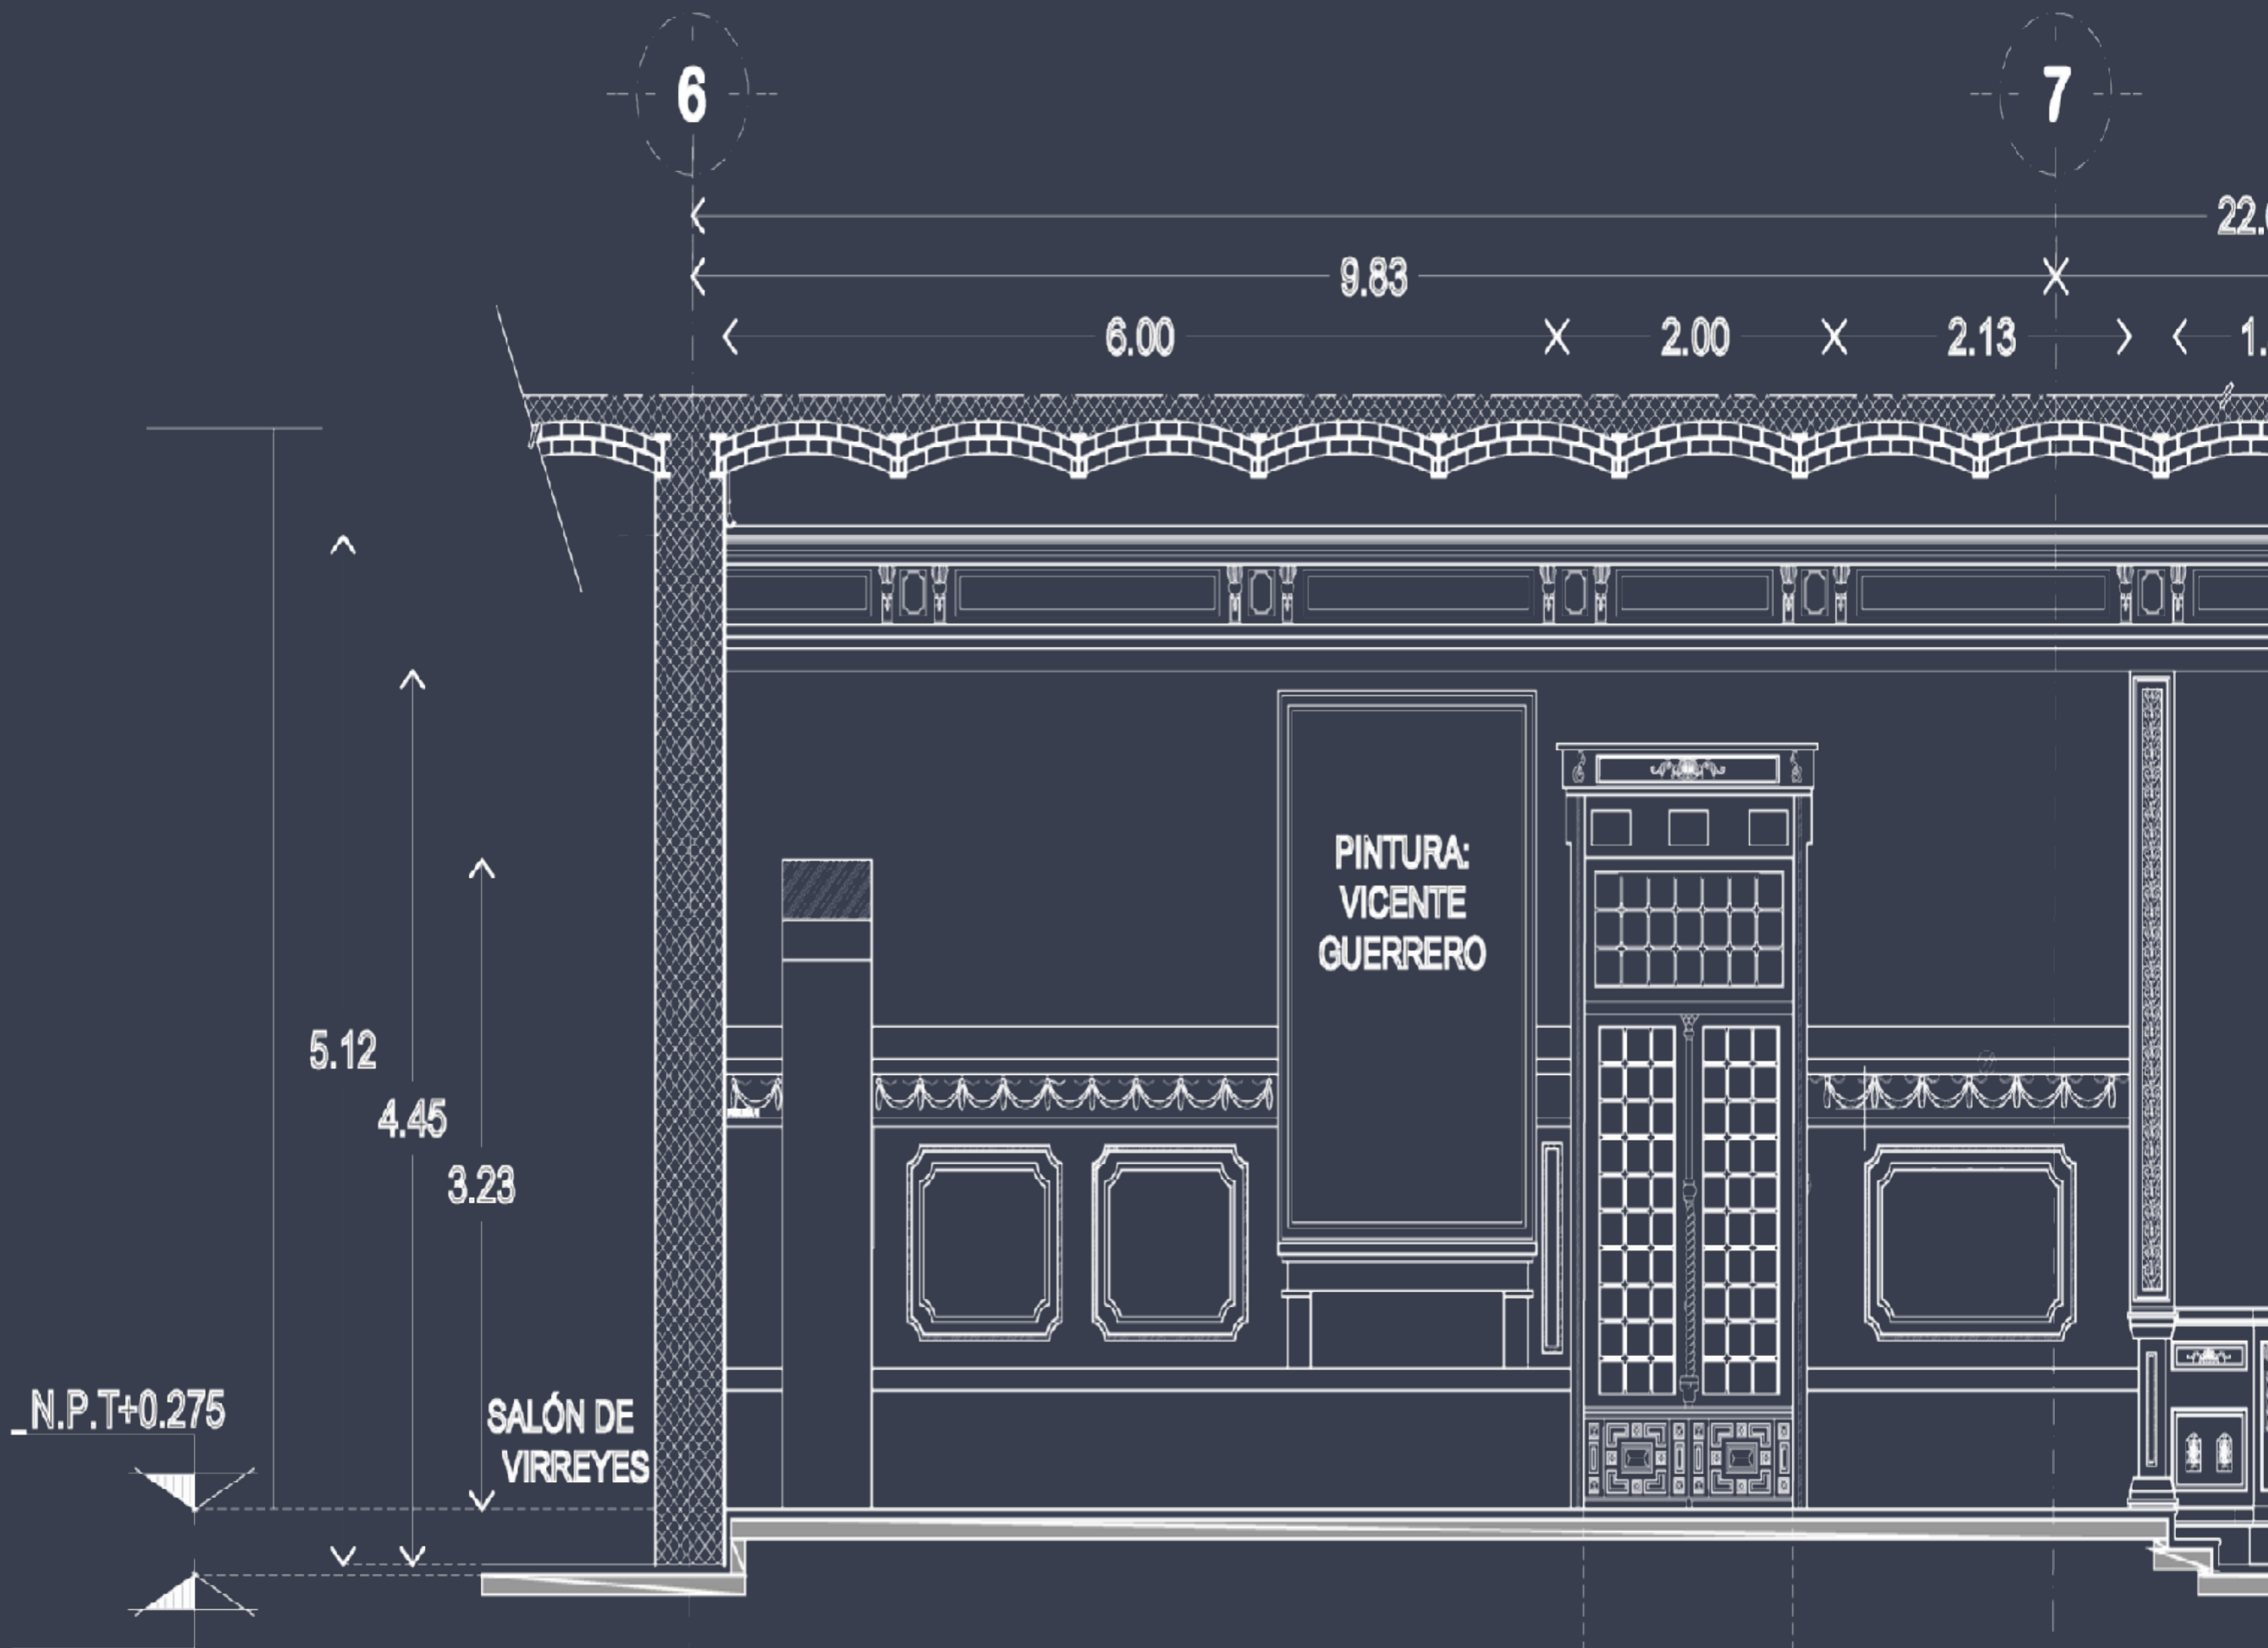 6
7
22.
9.83
6.00
2.00
2.13
1.
PINTURA:
VICENTE
GUERRERO
5.12
4.45
3.23
N.P.T+0.275
SALÓN DE
VIRREYES